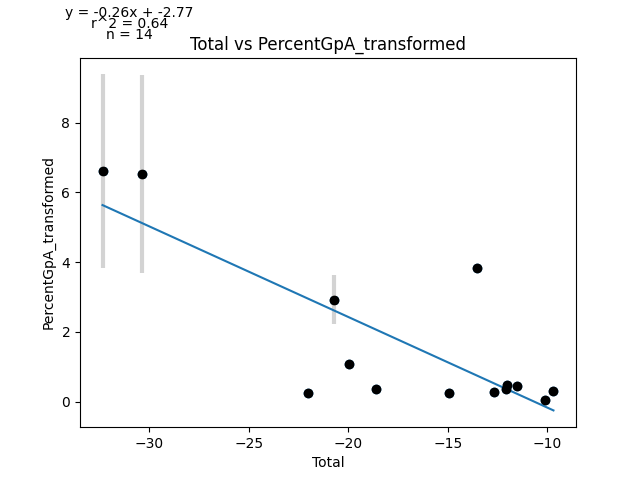 y = -0.26x + -2.77
r^2 = 0.64
n = 14
Total vs PercentGpA_transformed
PercentGpA_transformed
8
6
4
2
0
−30 −25 −20 −15 −10
Total